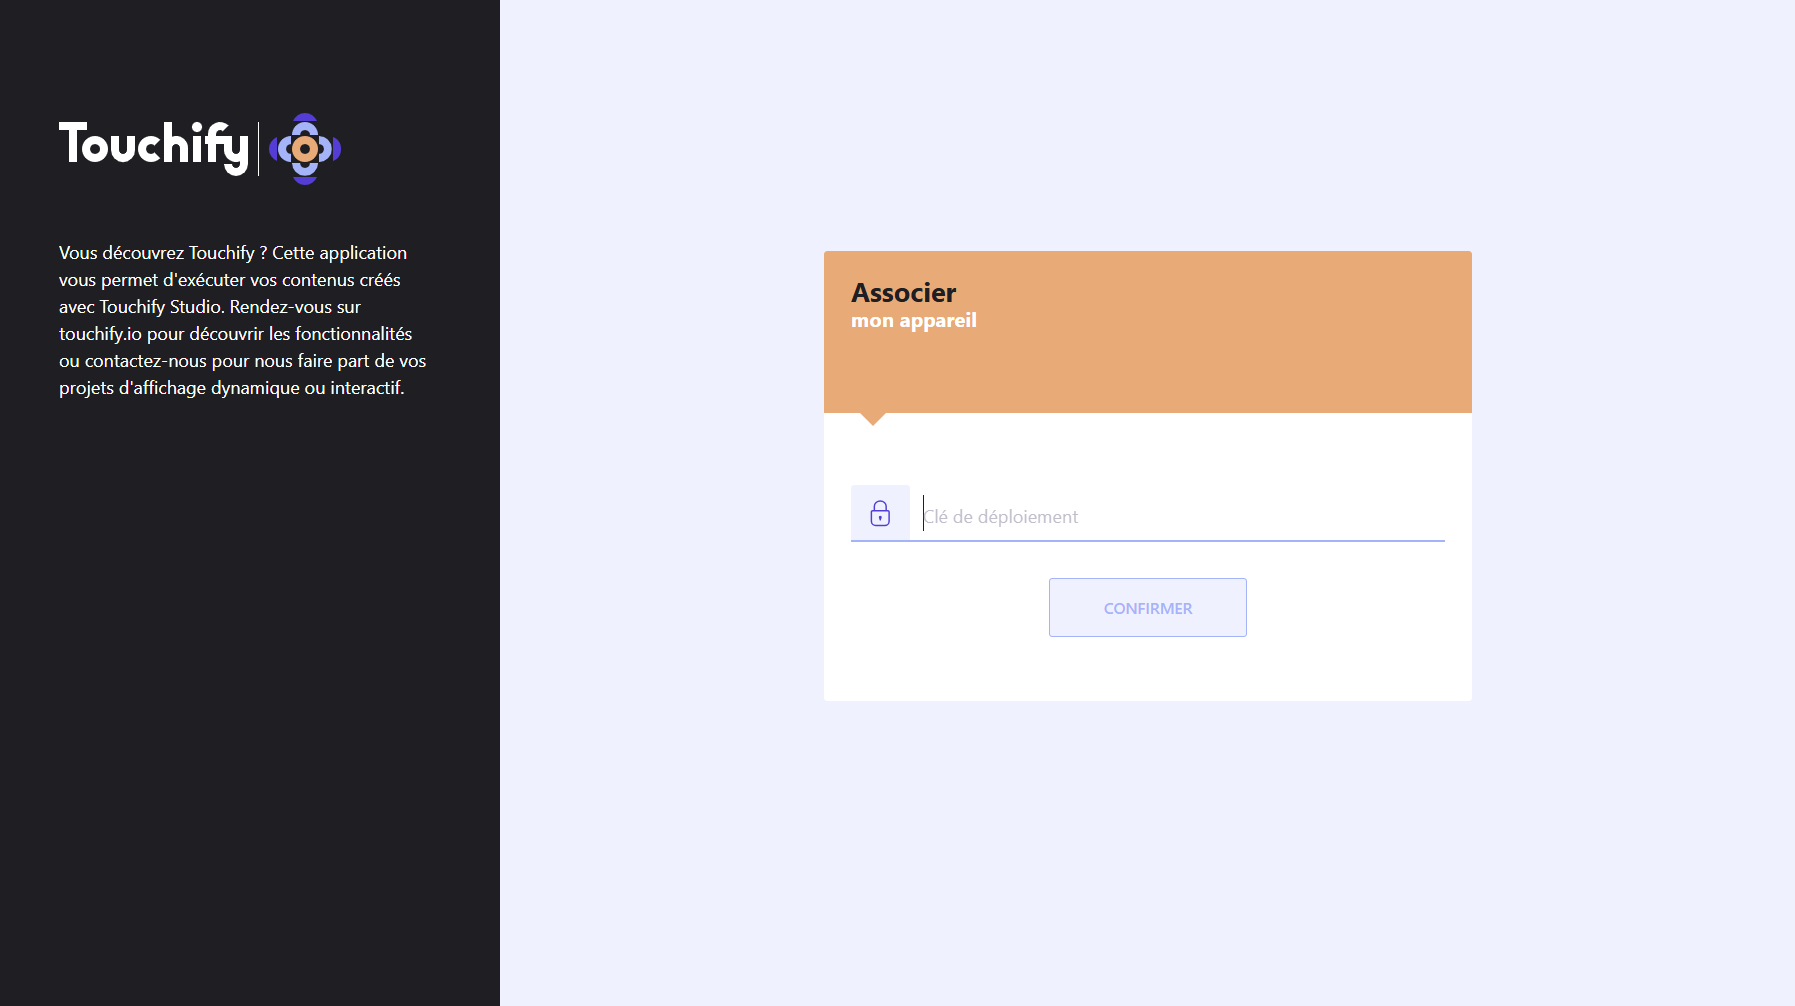 Touchify
Vous découvrez Touchify ? Cette application
vous permet d'exécuter vos contenus créés
avec Touchify Studio. Rendez-vous sur
touchify.io pour découvrir les fonctionnalités
ou contactez-nous pour nous faire part de vos
projets d'affichage dynamique ou interactif.
Associer
mon appareil
Clé de déploiement
CONFIRMER